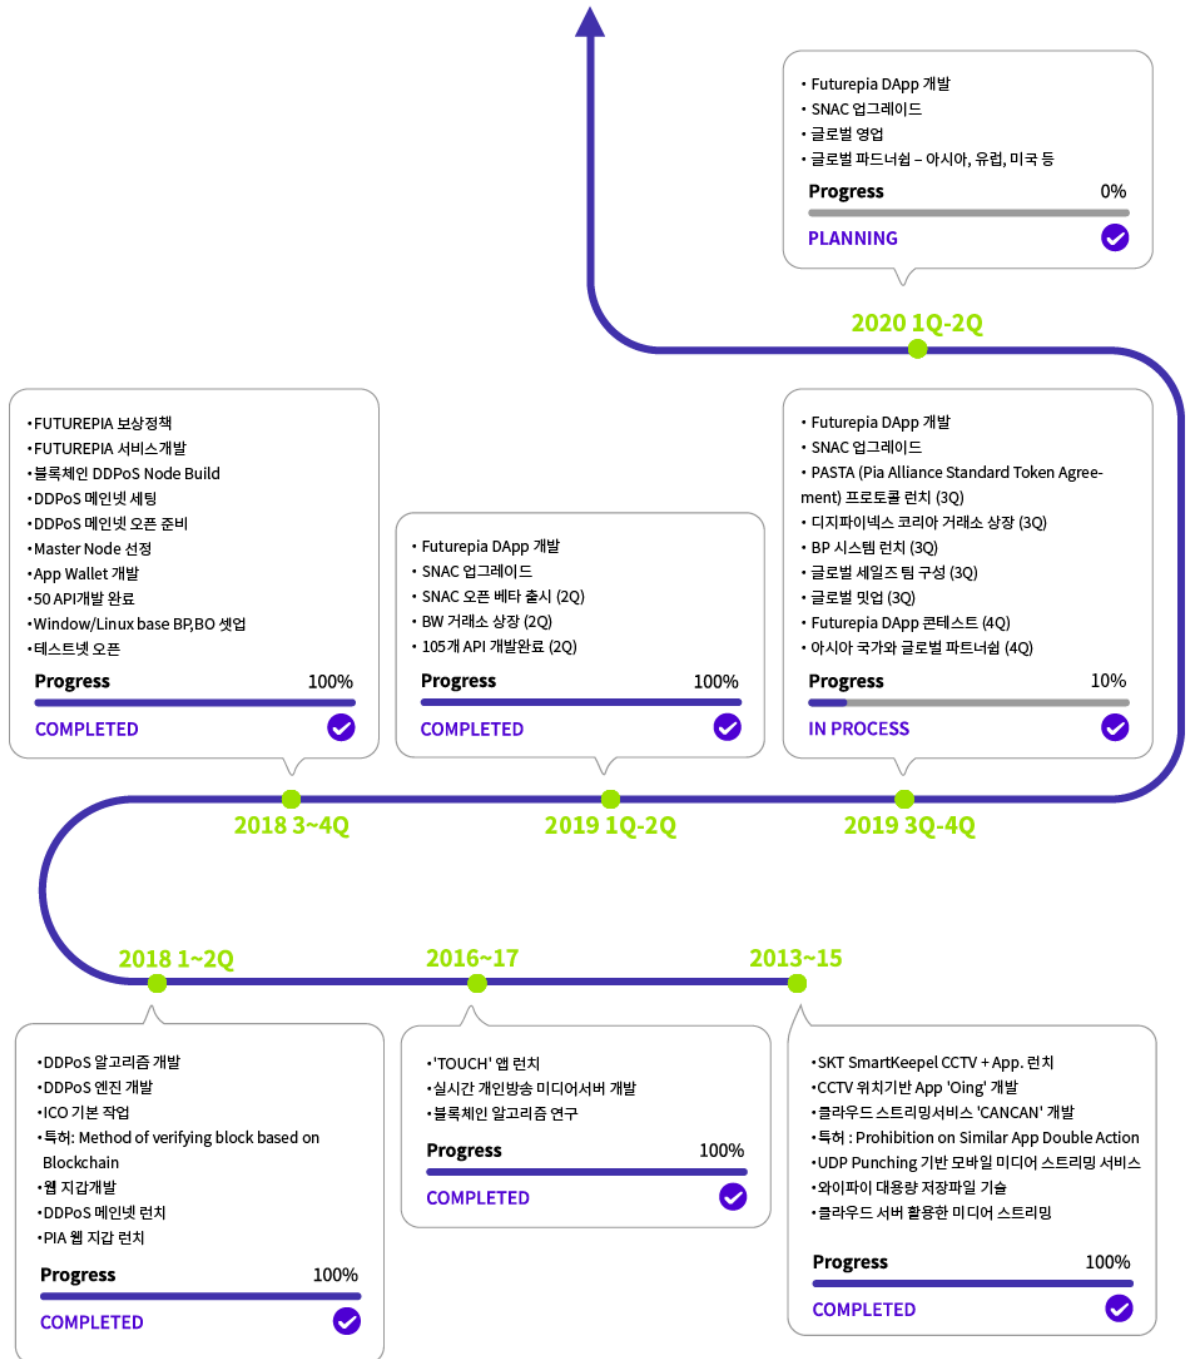 • Futurepia DApp 개발
• SNAC 업그레이드
• 글로벌 영업
• 글로벌 파드너쉽 – 아시아, 유럽, 미국 등
Progress 0%
PLANNING
2020 1Q-2Q
•FUTUREPIA 보상정책
•FUTUREPIA 서비스개발
•블록체인 DDPoS Node Build
•DDPoS 메인넷 세팅
•DDPoS 메인넷 오픈 준비
•Master Node 선정
•App Wallet 개발
•50 API개발 완료
•Window/Linux base BP,BO 셋업
•테스트넷 오픈
Progress 100%
COMPLETED
2018 3~4Q
• Futurepia DApp 개발
• SNAC 업그레이드
• SNAC 오픈 베타 출시 (2Q)
• BW 거래소 상장 (2Q)
• 105개 API 개발완료 (2Q)
Progress 100%
COMPLETED
2019 1Q-2Q
• Futurepia DApp 개발
• SNAC 업그레이드
• PASTA (Pia Alliance Standard Token Agree-
ment) 프로토콜 런치 (3Q)
• 디지파이넥스 코리아 거래소 상장 (3Q)
• BP 시스템 런치 (3Q)
• 글로벌 세일즈 팀 구성 (3Q)
• 글로벌 밋업 (3Q)
• Futurepia DApp 콘테스트 (4Q)
• 아시아 국가와 글로벌 파트너쉽 (4Q)
Progress 10%
IN PROCESS
2019 3Q-4Q
2018 1~2Q
•DDPoS 알고리즘 개발
•DDPoS 엔진 개발
•ICO 기본 작업
•특허: Method of verifying block based on
Blockchain
•웹 지갑개발
•DDPoS 메인넷 런치
•PIA 웹 지갑 런치
Progress 100%
COMPLETED
2016~17
•'TOUCH' 앱 런치
•실시간 개인방송 미디어서버 개발
•블록체인 알고리즘 연구
Progress 100%
COMPLETED
2013~15
•SKT SmartKeepel CCTV + App. 런치
•CCTV 위치기반 App 'Oing' 개발
•클라우드 스트리밍서비스 'CANCAN' 개발
•특허 : Prohibition on Similar App Double Action
•UDP Punching 기반 모바일 미디어 스트리밍 서비스
•와이파이 대용량 저장파일 기술
•클라우드 서버 활용한 미디어 스트리밍
Progress 100%
COMPLETED